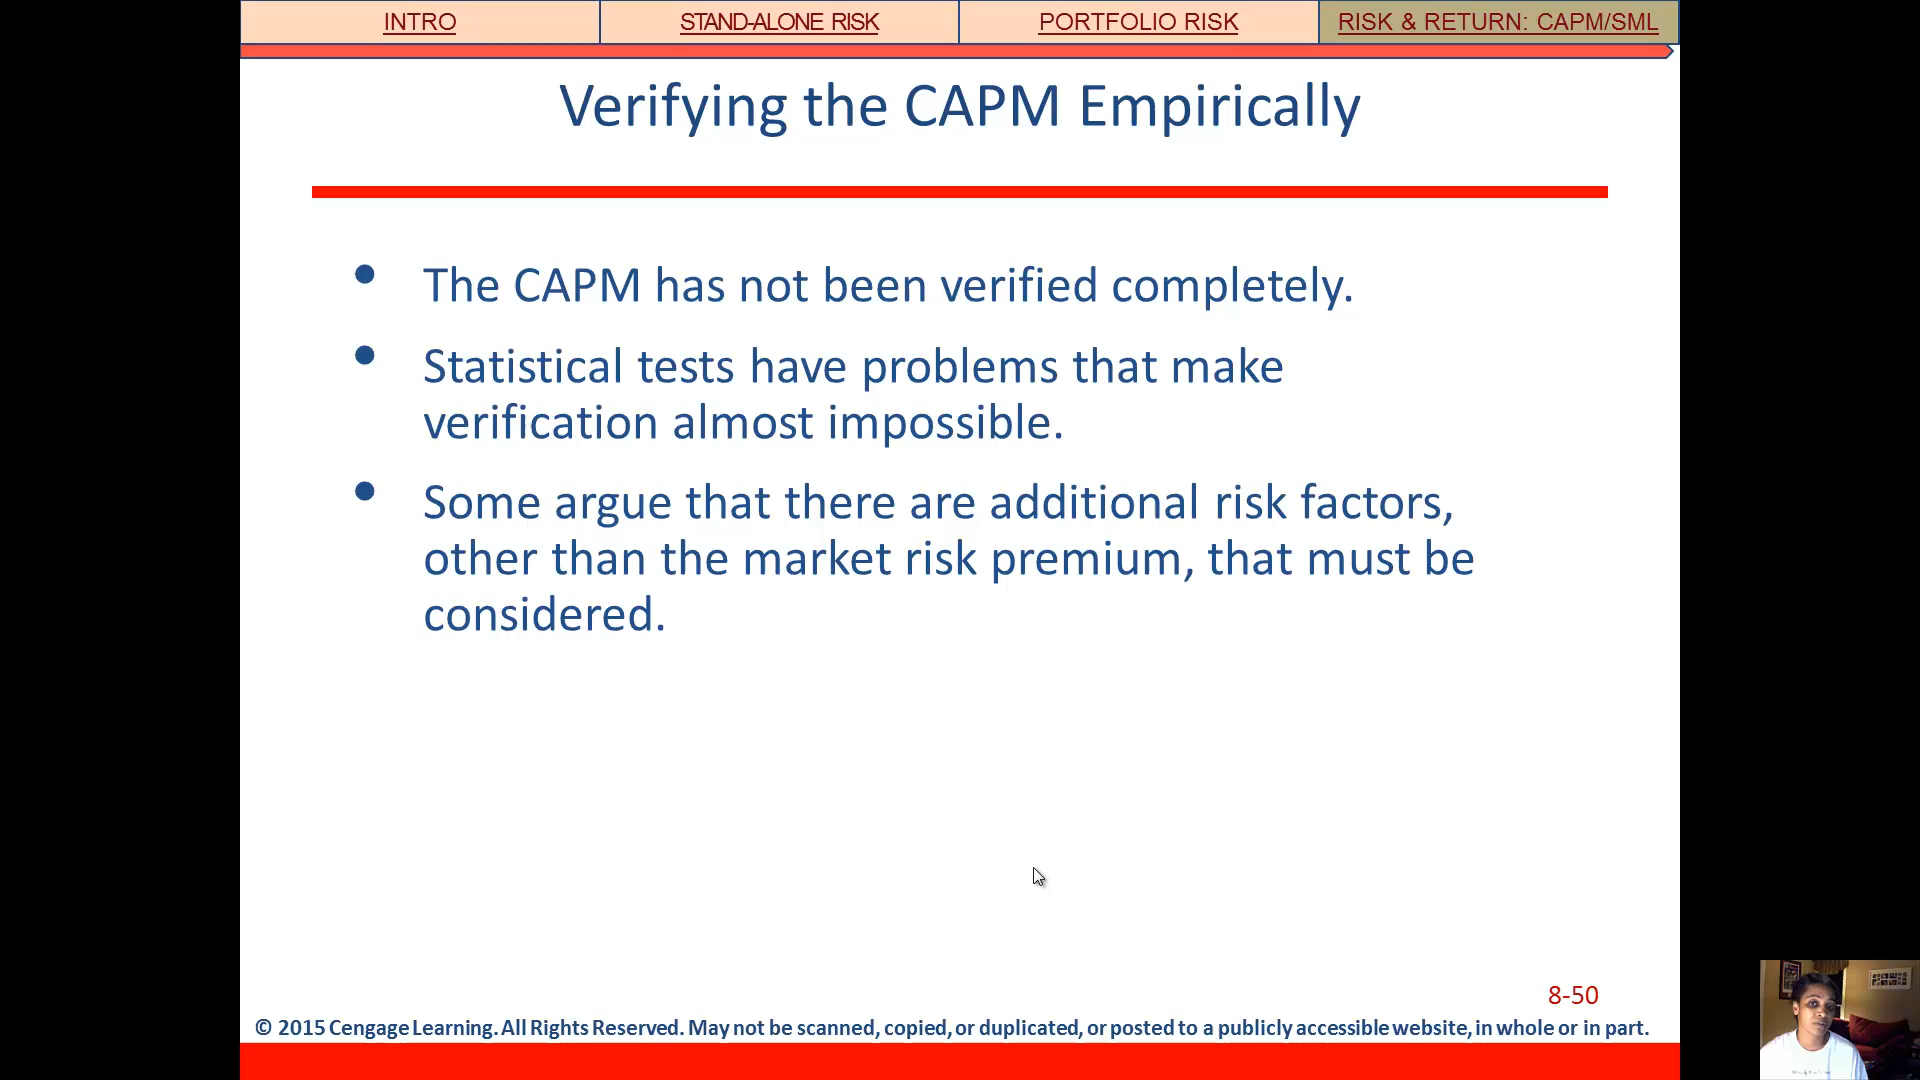 INTRO
STAND-ALONE RISK
PORTFOLIO RISK
RISK & RETURN: CAPM/SML
Verifying the CAPM Empirically
• The CAPM has not been verified completely.
• Statistical tests have problems that make
verification almost impossible.
• Some argue that there are additional risk factors,
other than the market risk premium, that must be
considered.
8-50
© 2015 Cengage Learning. All Rights Reserved. May not be scanned, copied, or duplicated, or posted to a publicly accessible website, in whole or in part.